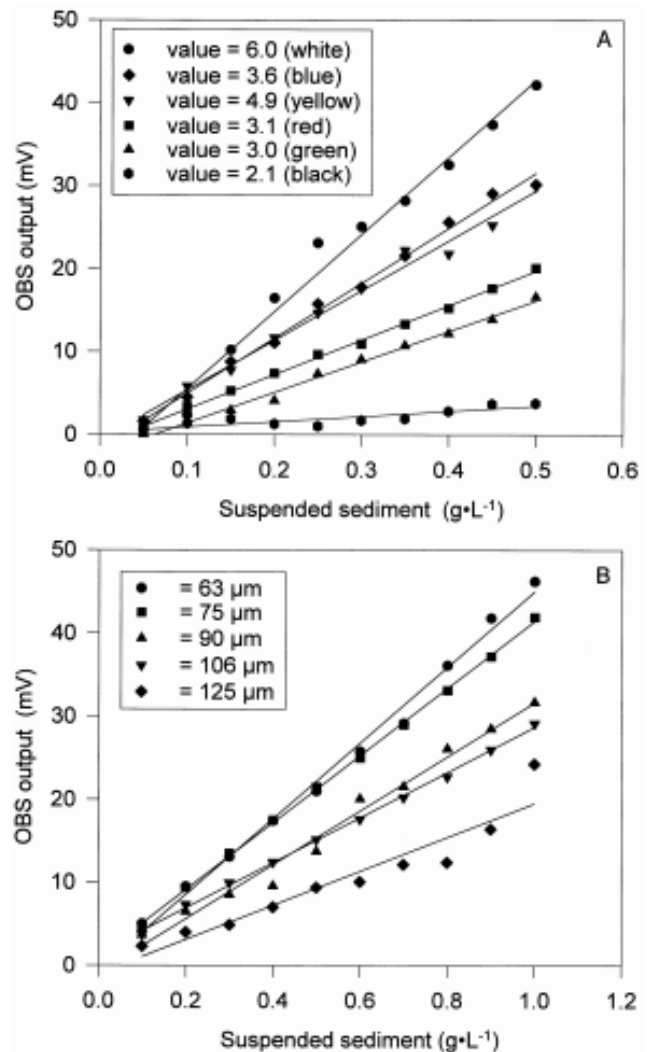 50
40
30
20
10
0
OBS output (mV)
A
value = 6.0 (white)
value = 3.6 (blue)
value = 4.9 (yellow)
value = 3.1 (red)
value = 3.0 (green)
value = 2.1 (black)
0.0 0.1 0.2 0.3 0.4 0.5 0.6
Suspended sediment (g•L⁻¹)
50
40
30
20
10
0
OBS output (mV)
B
= 63 µm
= 75 µm
= 90 µm
= 106 µm
= 125 µm
0.0 0.2 0.4 0.6 0.8 1.0 1.2
Suspended sediment (g•L⁻¹)